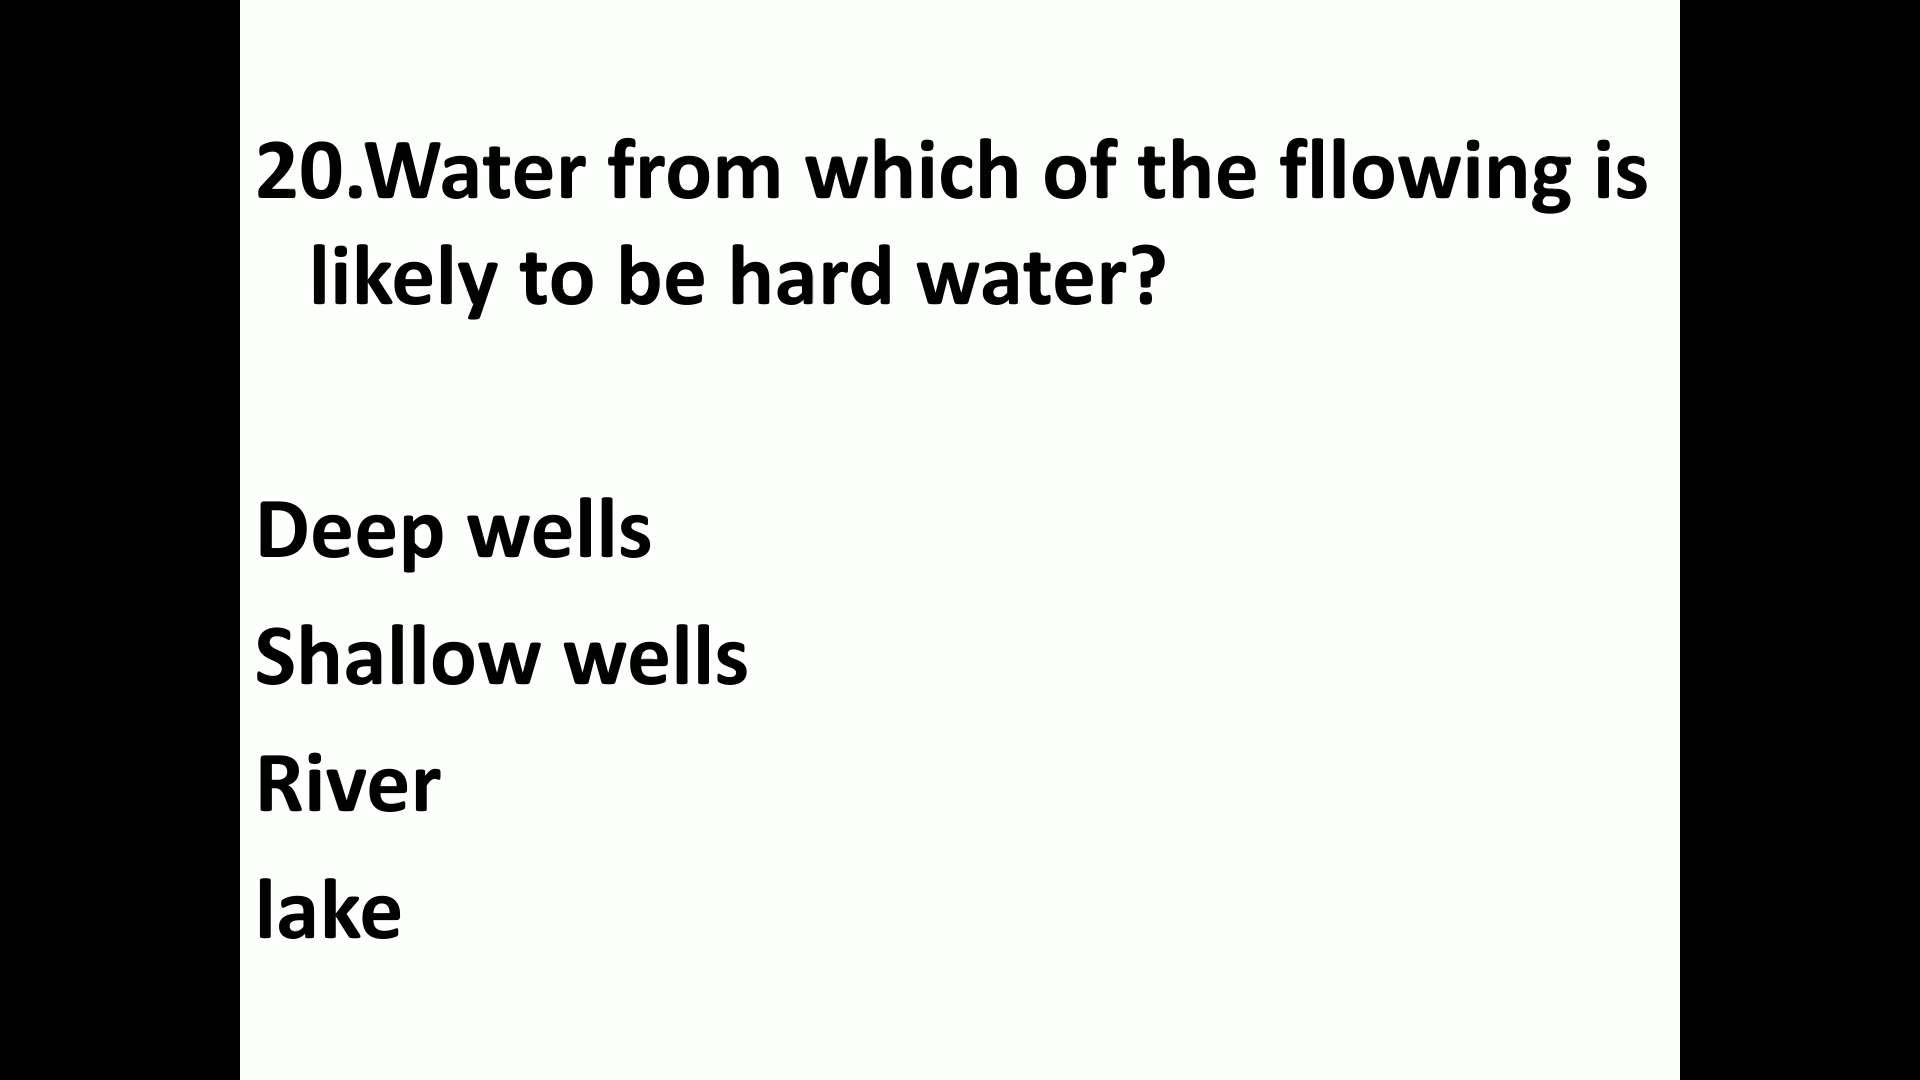 20.Water from which of the fllowing is
likely to be hard water?
Deep wells
Shallow wells
River
lake